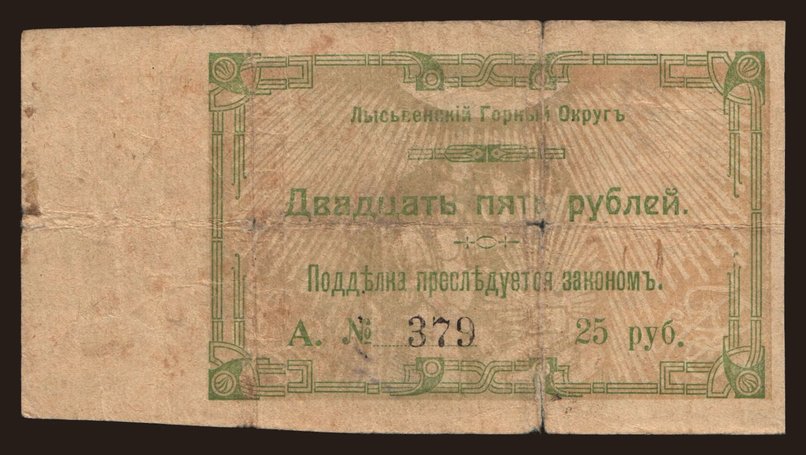 Лысьвенскій Горный Округъ
Двадцать пять рублей.
Поддѣлка преслѣдуется закономъ.
А. № 379 25 руб.